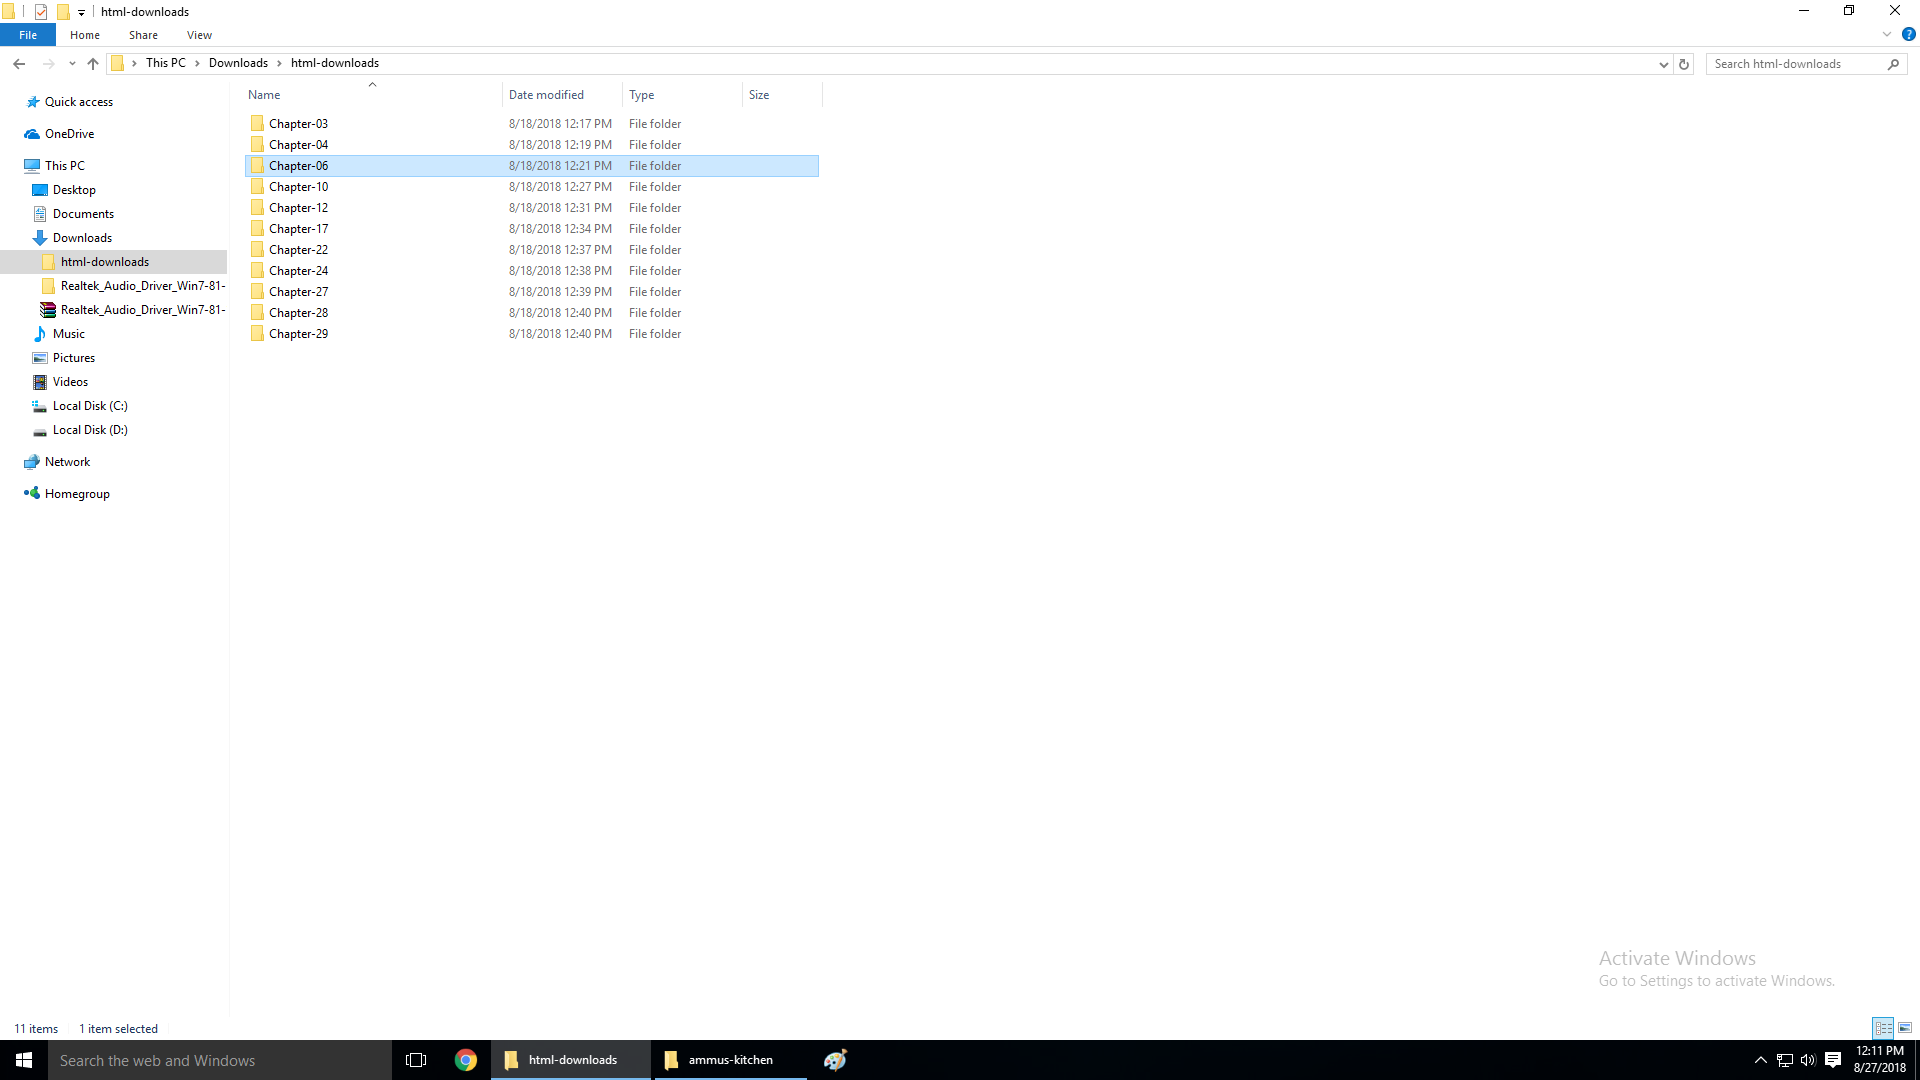 html-downloads
File Home Share View
This PC Downloads html-downloads
Search html-downloads
Name Date modified Type Size
Quick access
OneDrive
This PC
Desktop
Documents
Downloads
html-downloads
Realtek_Audio_Driver_Win7-81-
Realtek_Audio_Driver_Win7-81-
Music
Pictures
Videos
Local Disk (C:)
Local Disk (D:)
Network
Homegroup
Chapter-03 8/18/2018 12:17 PM File folder
Chapter-04 8/18/2018 12:19 PM File folder
Chapter-06 8/18/2018 12:21 PM File folder
Chapter-10 8/18/2018 12:27 PM File folder
Chapter-12 8/18/2018 12:31 PM File folder
Chapter-17 8/18/2018 12:34 PM File folder
Chapter-22 8/18/2018 12:37 PM File folder
Chapter-24 8/18/2018 12:38 PM File folder
Chapter-27 8/18/2018 12:39 PM File folder
Chapter-28 8/18/2018 12:40 PM File folder
Chapter-29 8/18/2018 12:40 PM File folder
Activate Windows
Go to Settings to activate Windows.
11 items 1 item selected
Search the web and Windows
html-downloads
ammus-kitchen
12:11 PM
8/27/2018